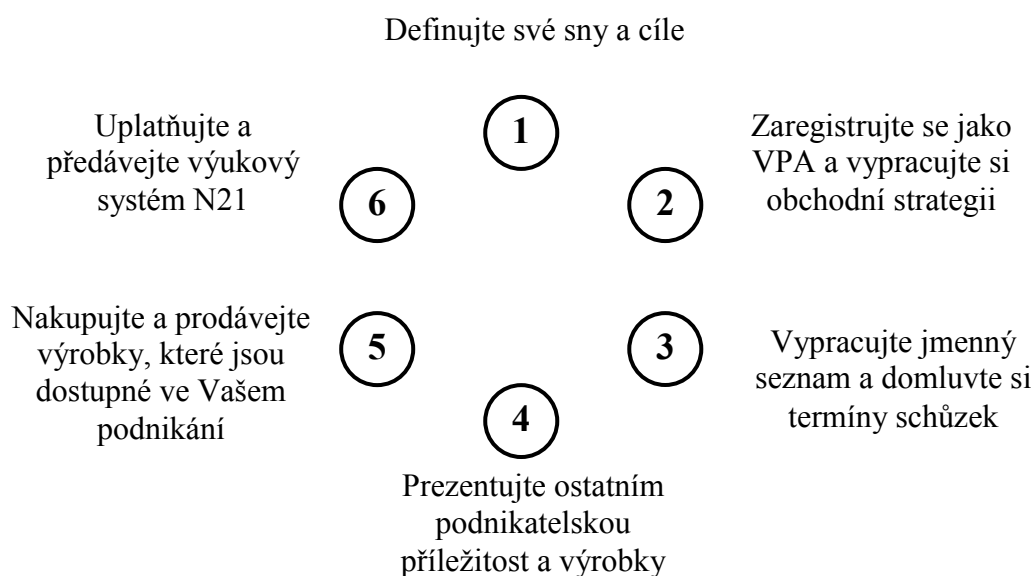 Definujte své sny a cíle
1
Zaregistrujte se jako
VPA a vypracujte si
obchodní strategii
2
Vypracujte jmenný
seznam a domluvte si
termíny schůzek
3
4
Prezentujte ostatním
podnikatelskou
příležitost a výrobky
5
Nakupujte a prodávejte
výrobky, které jsou
dostupné ve Vašem
podnikání
6
Uplatňujte a
předávejte výukový
systém N21